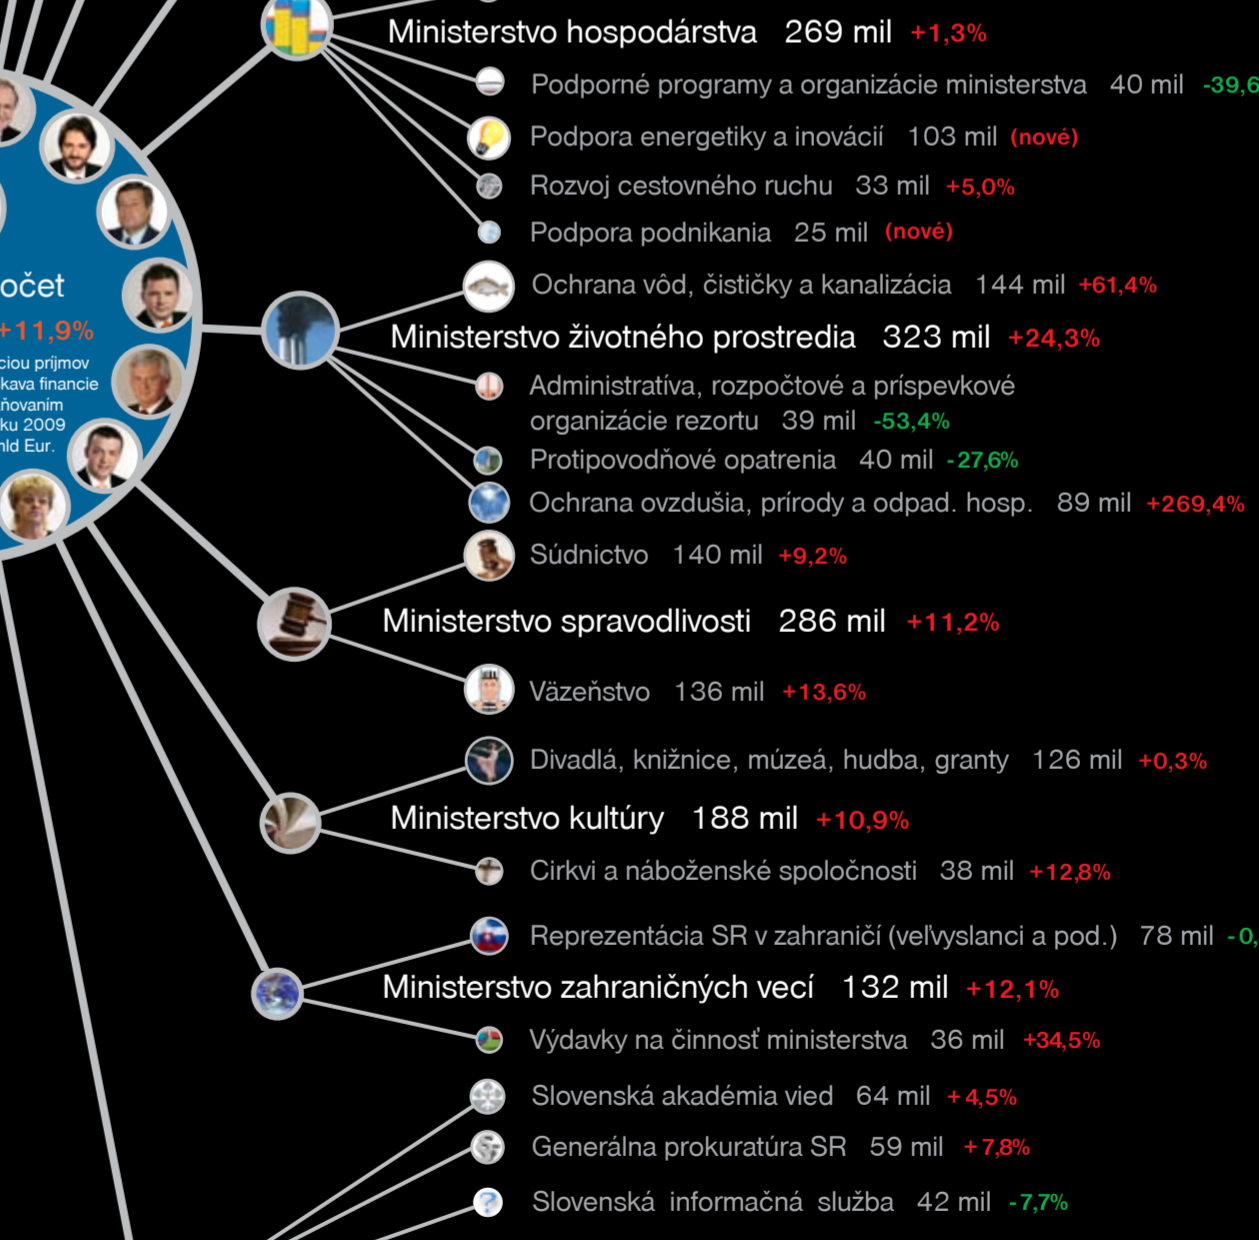 Ministerstvo hospodárstva 269 mil +1,3%
Podporné programy a organizácie ministerstva 40 mil -39,6
Podpora energetiky a inovácií 103 mil (nové)
Rozvoj cestovného ruchu 33 mil +5,0%
Podpora podnikania 25 mil (nové)
Ochrana vôd, čističky a kanalizácia 144 mil +61,4%
Ministerstvo životného prostredia 323 mil +24,3%
Administratíva, rozpočtové a príspevkové
organizácie rezortu 39 mil -53,4%
Protipovodňové opatrenia 40 mil -27,6%
Ochrana ovzdušia, prírody a odpad. hosp. 89 mil +269,4%
Súdnictvo 140 mil +9,2%
Ministerstvo spravodlivosti 286 mil +11,2%
Väzeňstvo 136 mil +13,6%
Divadlá, knižnice, múzeá, hudba, granty 126 mil +0,3%
Ministerstvo kultúry 188 mil +10,9%
Cirkvi a náboženské spoločnosti 38 mil +12,8%
Reprezentácia SR v zahraničí (veľvyslanci a pod.) 78 mil -0,
Ministerstvo zahraničných vecí 132 mil +12,1%
Výdavky na činnosť ministerstva 36 mil +34,5%
Slovenská akadémia vied 64 mil +4,5%
Generálna prokuratúra SR 59 mil +7,8%
Slovenská informačná služba 42 mil -7,7%
očet
+11,9%
ciou príjmov
kava financie
ňovaním
ku 2009
mld Eur.